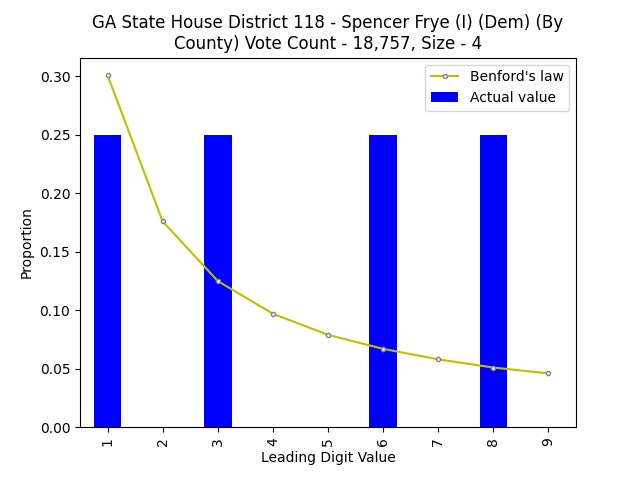 GA State House District 118 - Spencer Frye (I) (Dem) (By
County) Vote Count - 18,757, Size - 4
Benford's law
Actual value
0.30
0.25
0.20
0.15
0.10
0.05
0.00
Proportion
1 2 3 4 5 6 7 8 9
Leading Digit Value